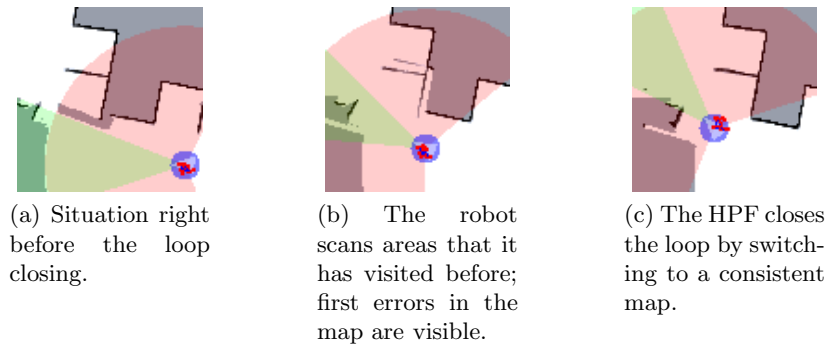 (a) Situation right
before the loop
closing.
(b) The robot
scans areas that it
has visited before;
first errors in the
map are visible.
(c) The HPF closes
the loop by switch-
ing to a consistent
map.